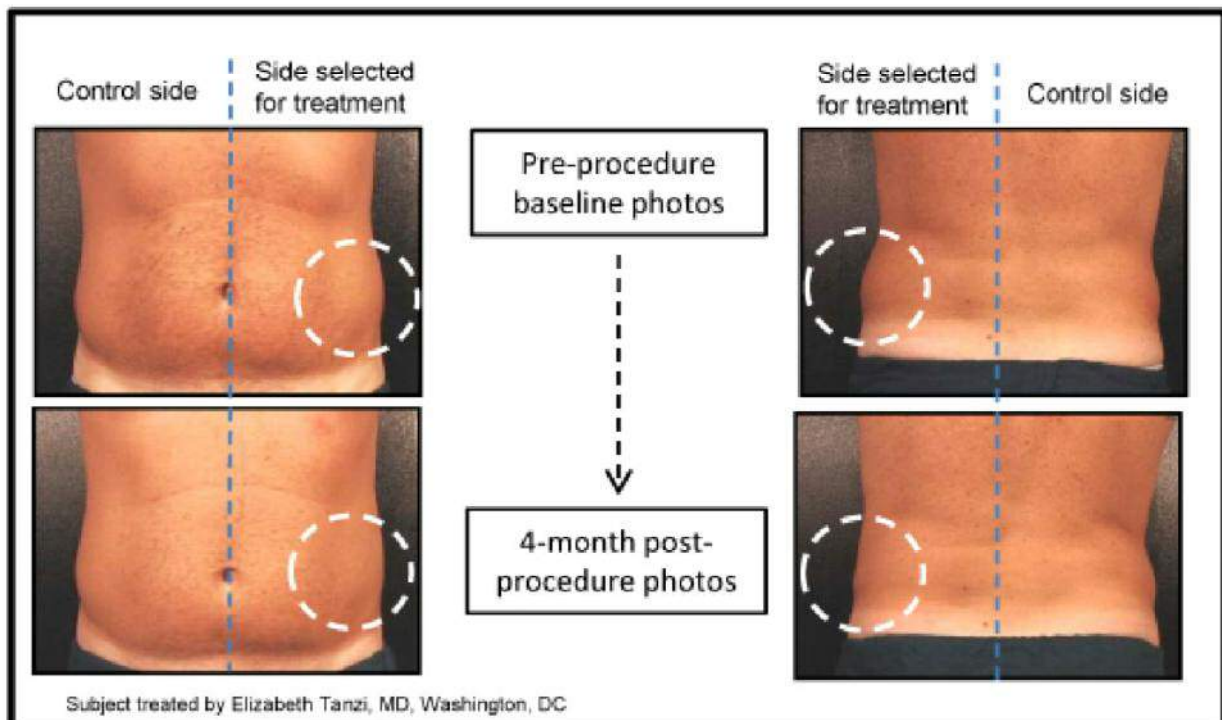 Control side
Side selected
for treatment
Side selected
for treatment
Control side
Pre-procedure
baseline photos
4-month post-
procedure photos
Subject treated by Elizabeth Tanzi, MD, Washington, DC